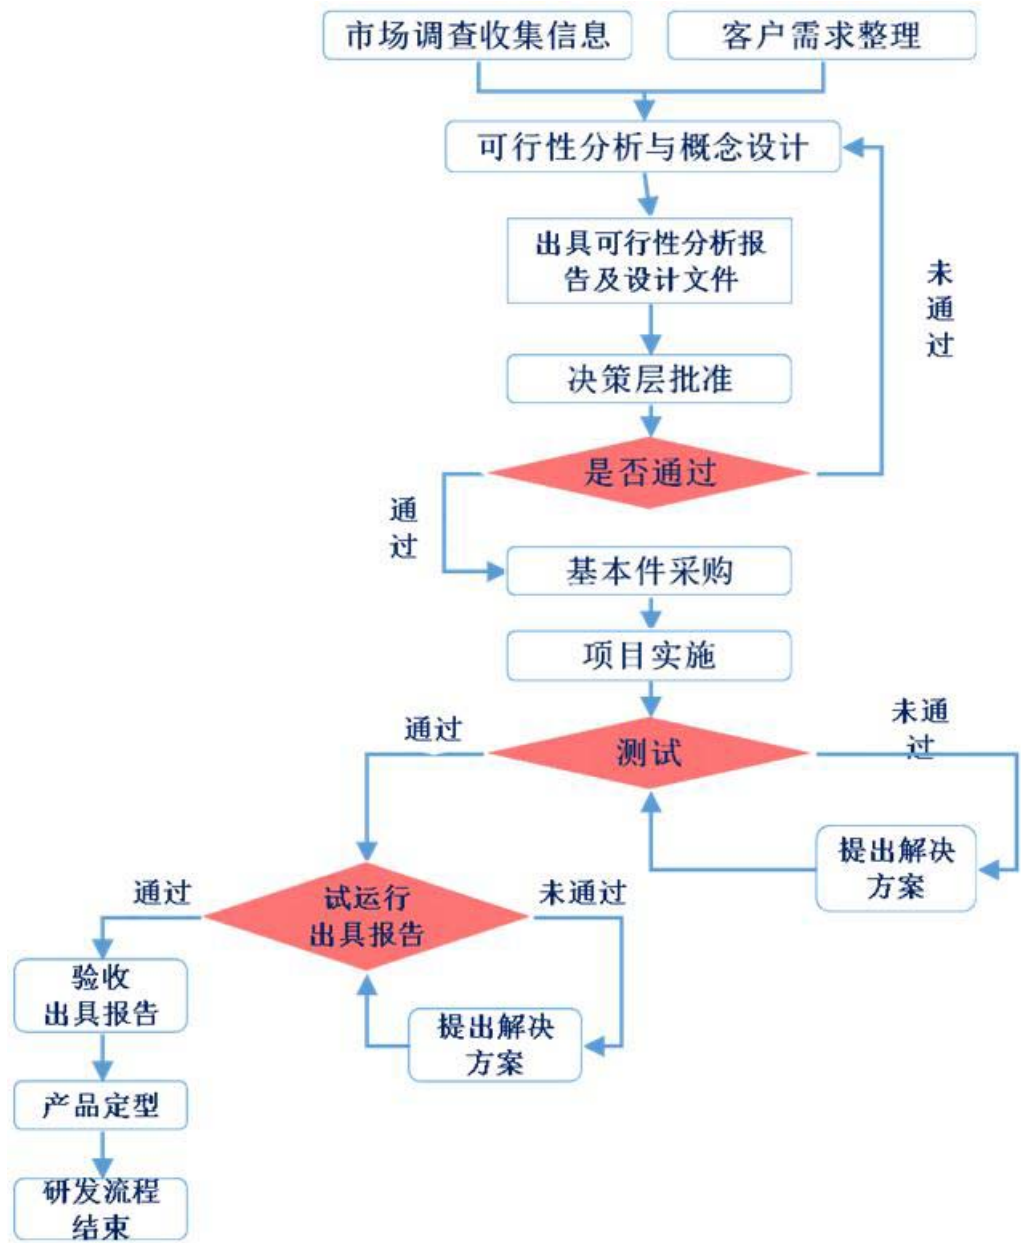 市场调查收集信息
客户需求整理
可行性分析与概念设计
出具可行性分析报
告及设计文件
未
通
过
决策层批准
是否通过
通
过
基本件采购
项目实施
通过
测试
未通
过
提出解决
方案
通过
试运行
出具报告
未通过
验收
出具报告
提出解决
方案
产品定型
研发流程
结束